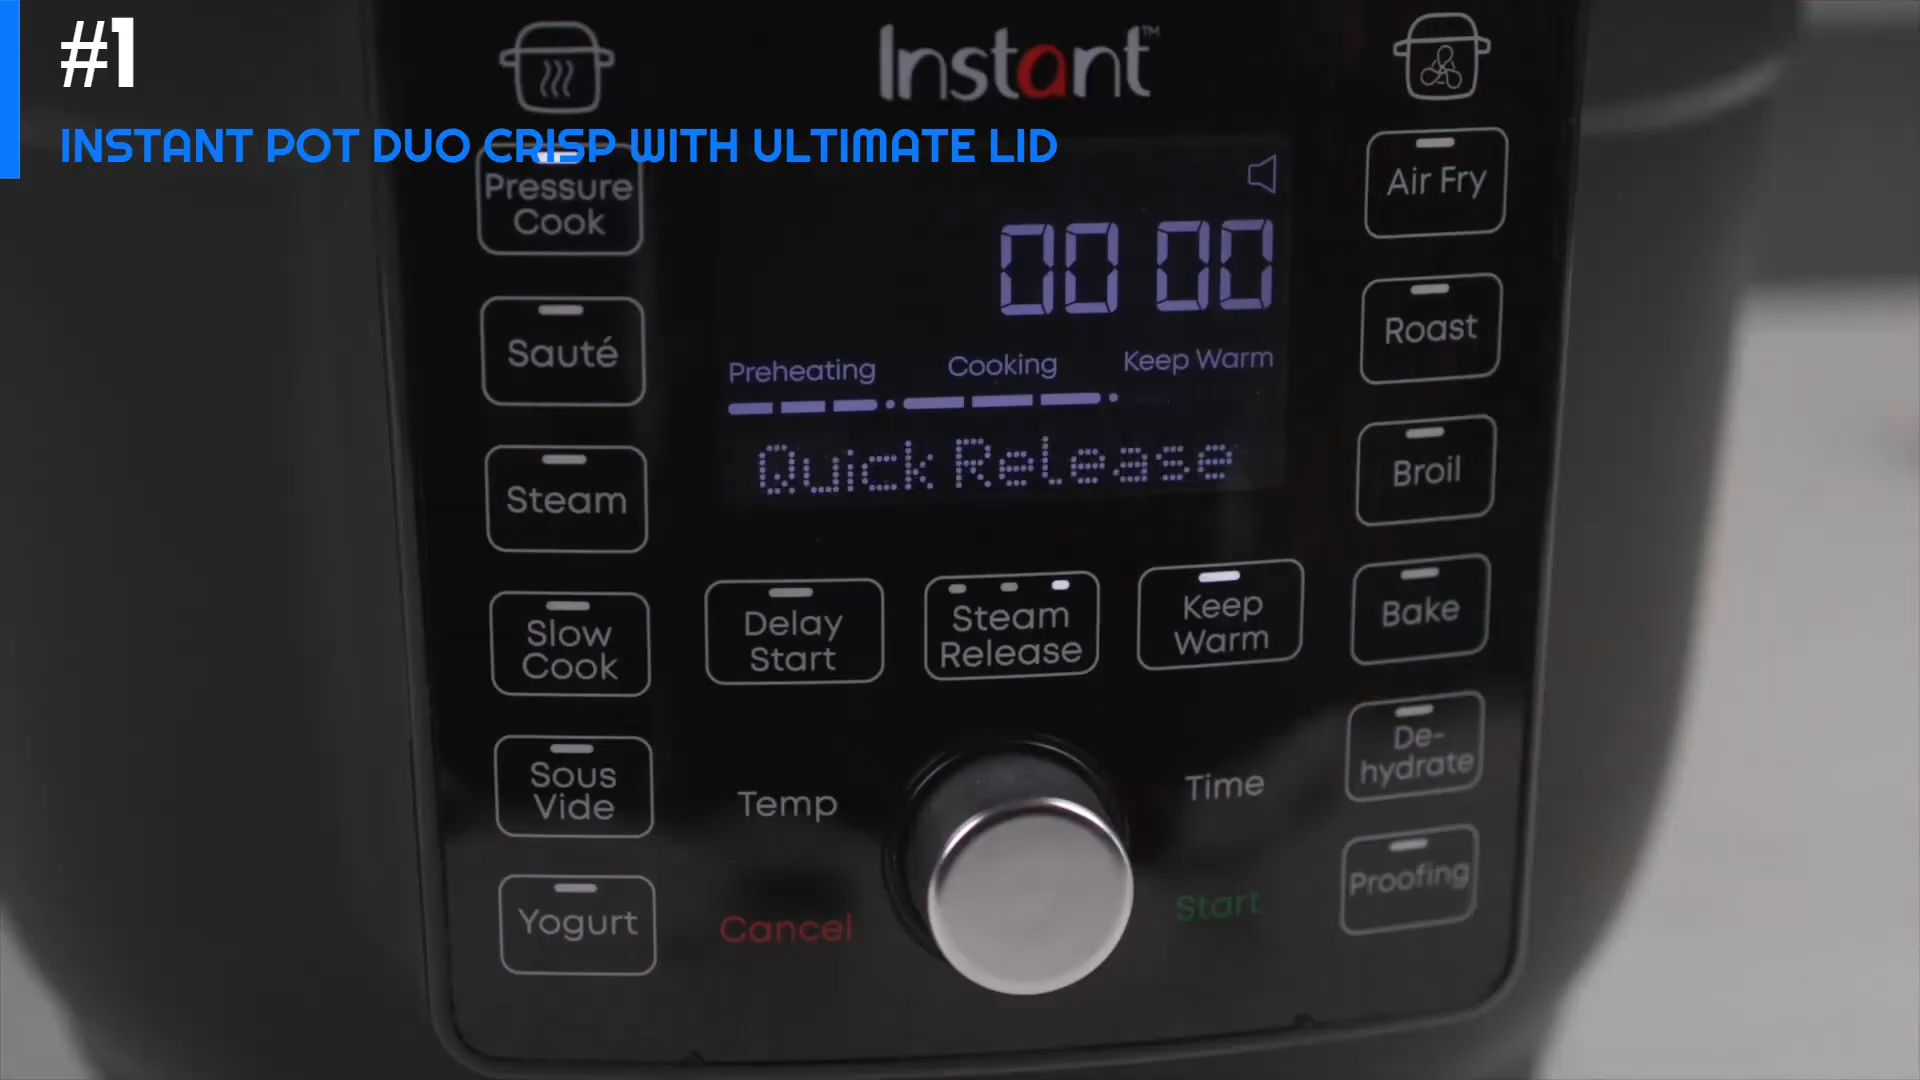 #1
INSTANT POT DUO CRISP WITH ULTIMATE LID
Instant™
Pressure
Cook
Sauté
Steam
Slow
Cook
Sous
Vide
Yogurt
00 00
Preheating Cooking Keep Warm
Quick Release
Delay
Start
Steam
Release
Keep
Warm
Temp
Time
Cancel
Start
Air Fry
Roast
Broil
Bake
De-
hydrate
Proofing